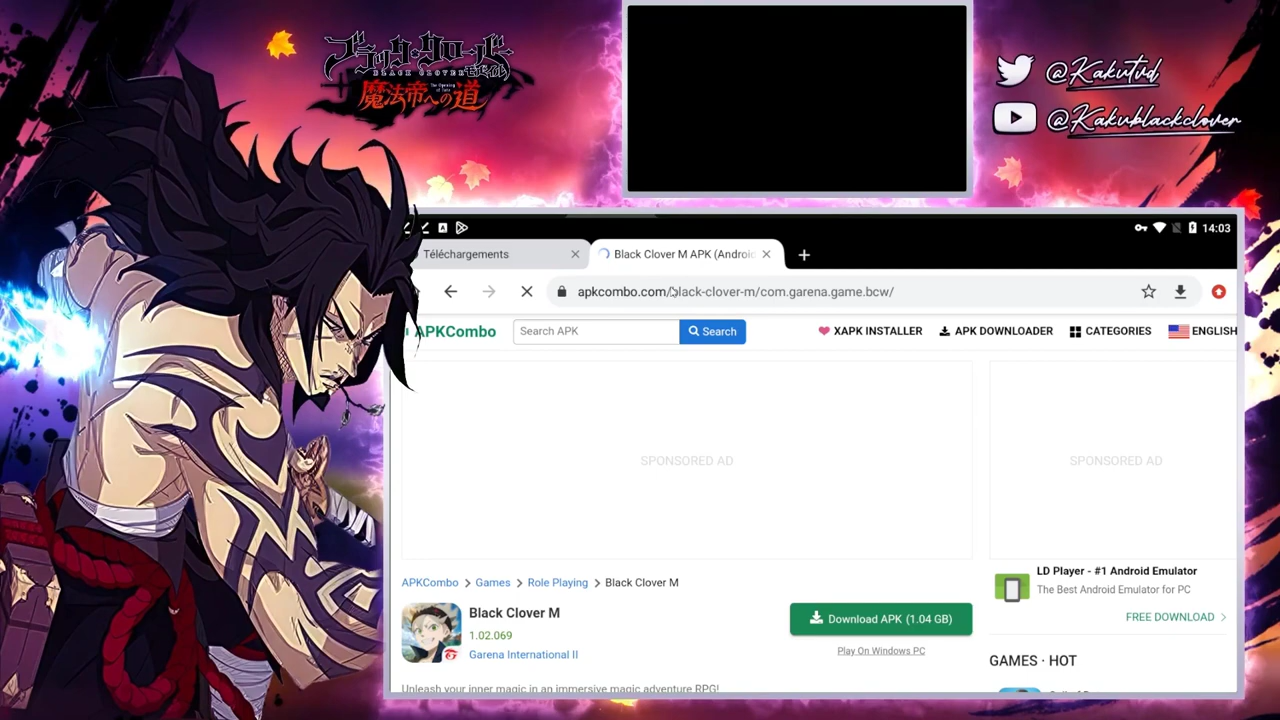 ブラック・クローバー
モバイル
BLACK CLOVER
The Opening of Fate
魔法帝への道
@Kakutvd
@Kakublackclover
14:03
Téléchargements
Black Clover M APK (Androi
apkcombo.com/black-clover-m/com.garena.game.bcw/
APKCombo
Search APK
Search
XAPK INSTALLER
APK DOWNLOADER
CATEGORIES
ENGLISH
SPONSORED AD
SPONSORED AD
LD Player - #1 Android Emulator
The Best Android Emulator for PC
FREE DOWNLOAD
APKCombo > Games > Role Playing > Black Clover M
Black Clover M
1.02.069
Garena International II
Download APK (1.04 GB)
Play On Windows PC
GAMES · HOT
Unleash your inner magic in an immersive magic adventure RPG!